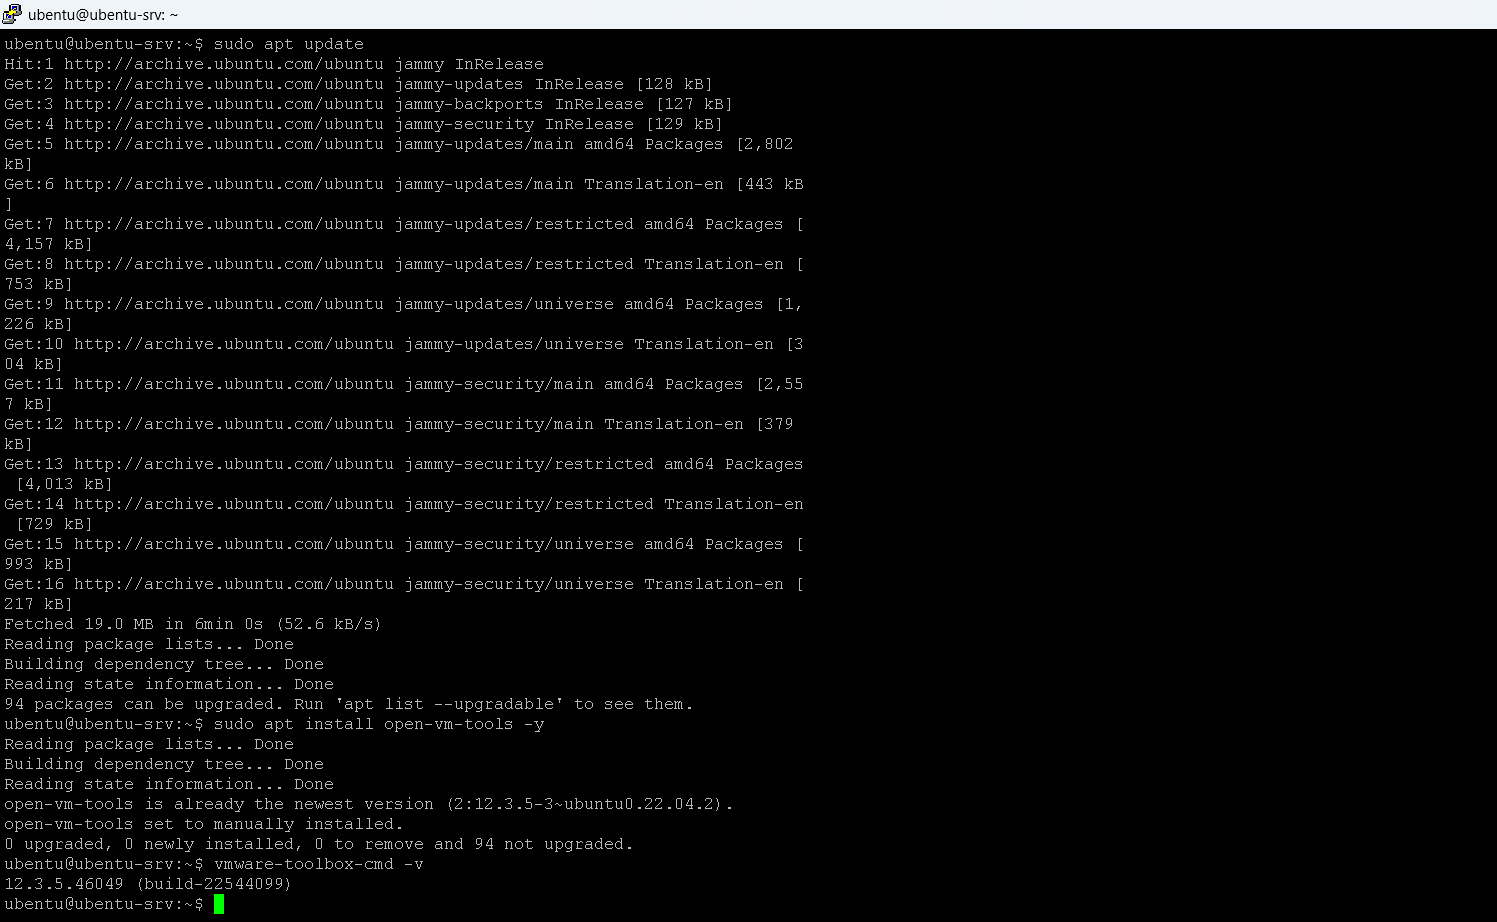 ubentu@ubentu-srv: ~
ubentu@ubentu-srv:~$ sudo apt update
Hit:1 http://archive.ubuntu.com/ubuntu jammy InRelease
Get:2 http://archive.ubuntu.com/ubuntu jammy-updates InRelease [128 kB]
Get:3 http://archive.ubuntu.com/ubuntu jammy-backports InRelease [127 kB]
Get:4 http://archive.ubuntu.com/ubuntu jammy-security InRelease [129 kB]
Get:5 http://archive.ubuntu.com/ubuntu jammy-updates/main amd64 Packages [2,802
kB]
Get:6 http://archive.ubuntu.com/ubuntu jammy-updates/main Translation-en [443 kB
]
Get:7 http://archive.ubuntu.com/ubuntu jammy-updates/restricted amd64 Packages [
4,157 kB]
Get:8 http://archive.ubuntu.com/ubuntu jammy-updates/restricted Translation-en [
753 kB]
Get:9 http://archive.ubuntu.com/ubuntu jammy-updates/universe amd64 Packages [1,
226 kB]
Get:10 http://archive.ubuntu.com/ubuntu jammy-updates/universe Translation-en [3
04 kB]
Get:11 http://archive.ubuntu.com/ubuntu jammy-security/main amd64 Packages [2,55
7 kB]
Get:12 http://archive.ubuntu.com/ubuntu jammy-security/main Translation-en [379
kB]
Get:13 http://archive.ubuntu.com/ubuntu jammy-security/restricted amd64 Packages
 [4,013 kB]
Get:14 http://archive.ubuntu.com/ubuntu jammy-security/restricted Translation-en
 [729 kB]
Get:15 http://archive.ubuntu.com/ubuntu jammy-security/universe amd64 Packages [
993 kB]
Get:16 http://archive.ubuntu.com/ubuntu jammy-security/universe Translation-en [
217 kB]
Fetched 19.0 MB in 6min 0s (52.6 kB/s)
Reading package lists... Done
Building dependency tree... Done
Reading state information... Done
94 packages can be upgraded. Run 'apt list --upgradable' to see them.
ubentu@ubentu-srv:~$ sudo apt install open-vm-tools -y
Reading package lists... Done
Building dependency tree... Done
Reading state information... Done
open-vm-tools is already the newest version (2:12.3.5-3~ubuntu0.22.04.2).
open-vm-tools set to manually installed.
0 upgraded, 0 newly installed, 0 to remove and 94 not upgraded.
ubentu@ubentu-srv:~$ vmware-toolbox-cmd -v
12.3.5.46049 (build-22544099)
ubentu@ubentu-srv:~$